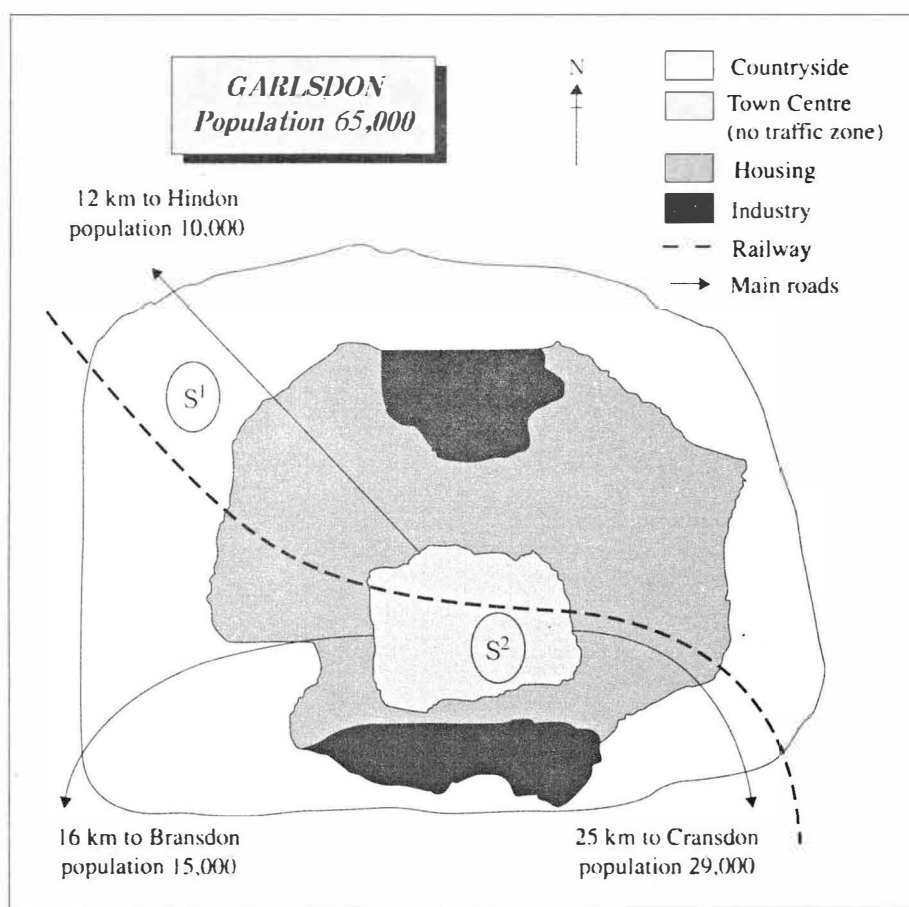 GARLSDON
Population 65,000
N
Countryside
Town Centre
(no traffic zone)
Housing
Industry
Railway
Main roads
12 km to Hindon
population 10,000
S1
S2
16 km to Bransdon
population 15,000
25 km to Cransdon
population 29,000